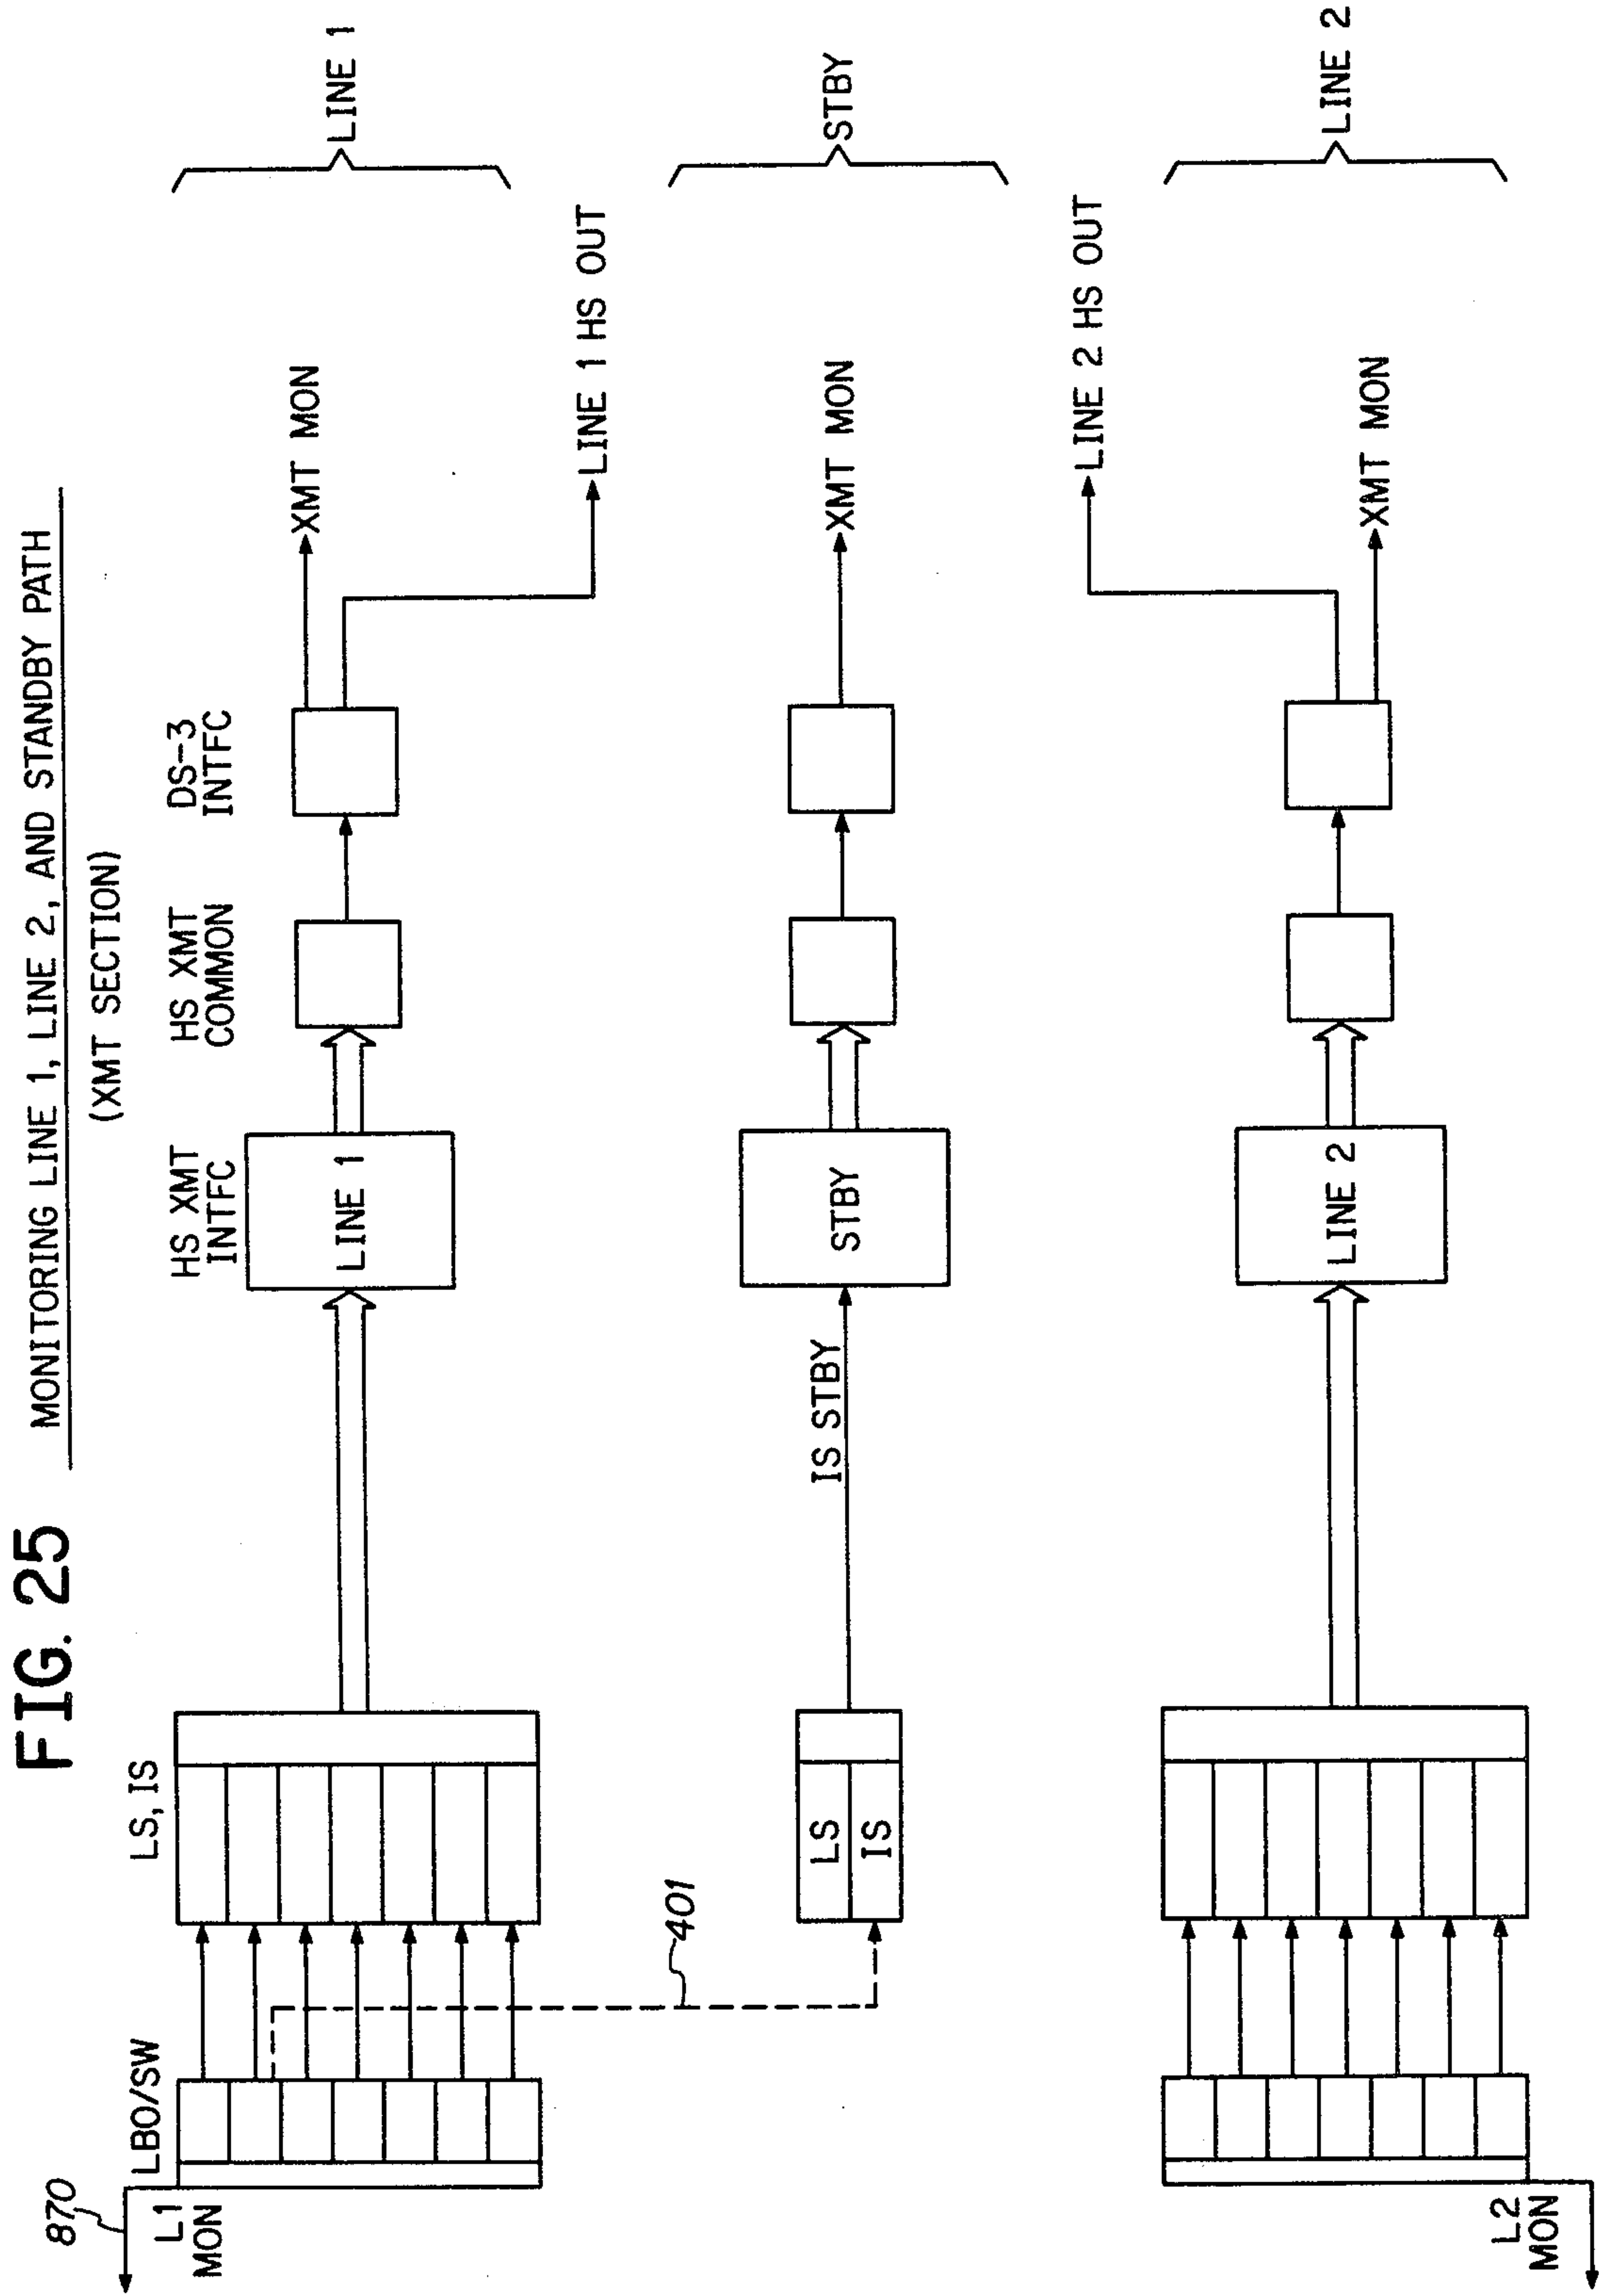 FIG. 25
MONITORING LINE 1, LINE 2, AND STANDBY PATH
(XMT SECTION)
870
L1
MON
LBO/SW
LS, IS
HS XMT
INTFC
HS XMT
COMMON
DS-3
INTFC
LINE 1
XMT MON
LINE 1
LINE 1 HS OUT
401
LS
IS
IS STBY
STBY
XMT MON
STBY
LINE 2 HS OUT
LINE 2
XMT MON
LINE 2
L2
MON